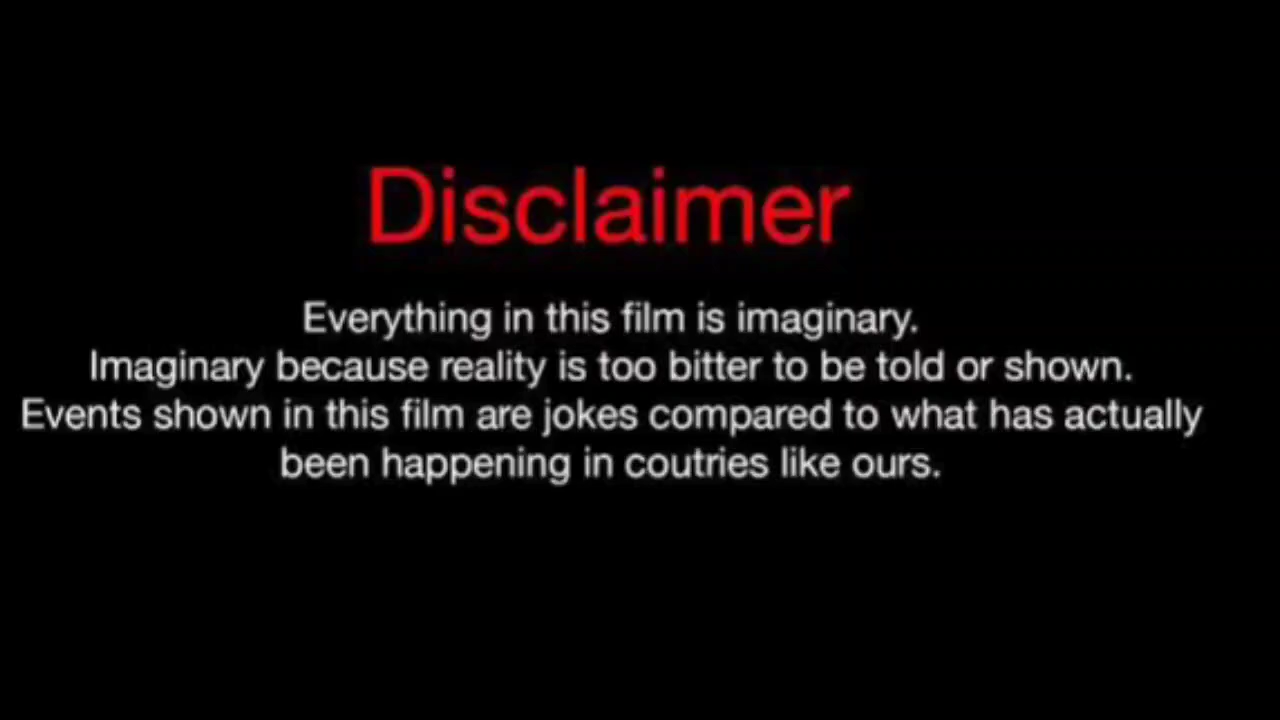 Disclaimer
Everything in this film is imaginary.
Imaginary because reality is too bitter to be told or shown.
Events shown in this film are jokes compared to what has actually
been happening in coutries like ours.